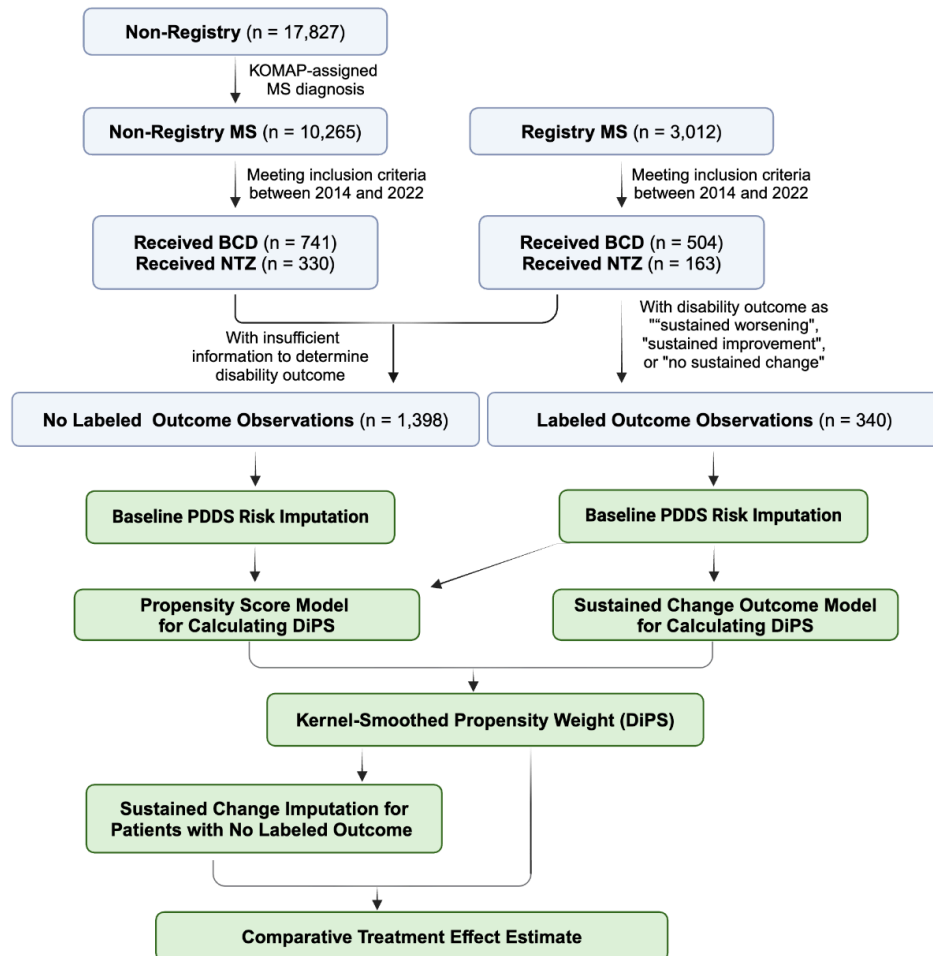 Non-Registry (n = 17,827)
KOMAP-assigned
MS diagnosis
Non-Registry MS (n = 10,265)
Registry MS (n = 3,012)
Meeting inclusion criteria
between 2014 and 2022
Meeting inclusion criteria
between 2014 and 2022
Received BCD (n = 741)
Received NTZ (n = 330)
Received BCD (n = 504)
Received NTZ (n = 163)
With insufficient
information to determine
disability outcome
With disability outcome as
"“sustained worsening",
"sustained improvement",
or "no sustained change"
No Labeled  Outcome Observations (n = 1,398)
Labeled Outcome Observations (n = 340)
Baseline PDDS Risk Imputation
Baseline PDDS Risk Imputation
Propensity Score Model
for Calculating DiPS
Sustained Change Outcome Model
for Calculating DiPS
Kernel-Smoothed Propensity Weight (DiPS)
Sustained Change Imputation for
Patients with No Labeled Outcome
Comparative Treatment Effect Estimate